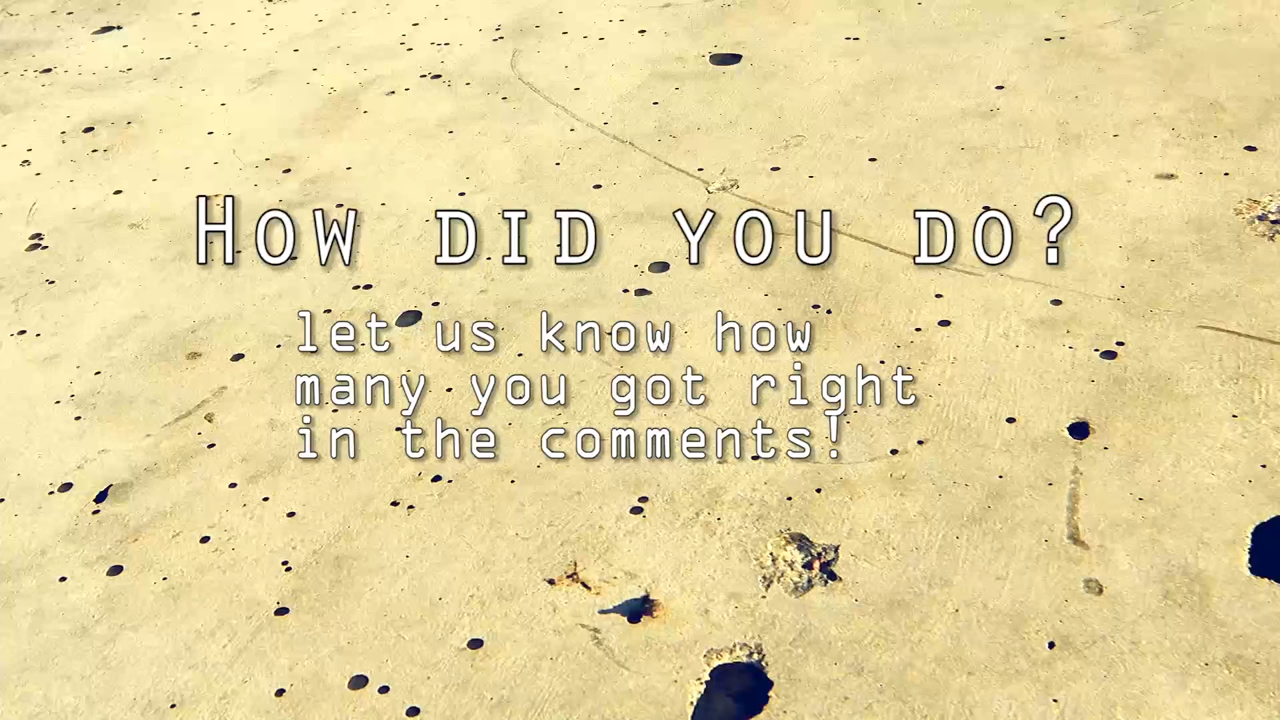 How did you do?
let us know how
many you got right
in the comments!